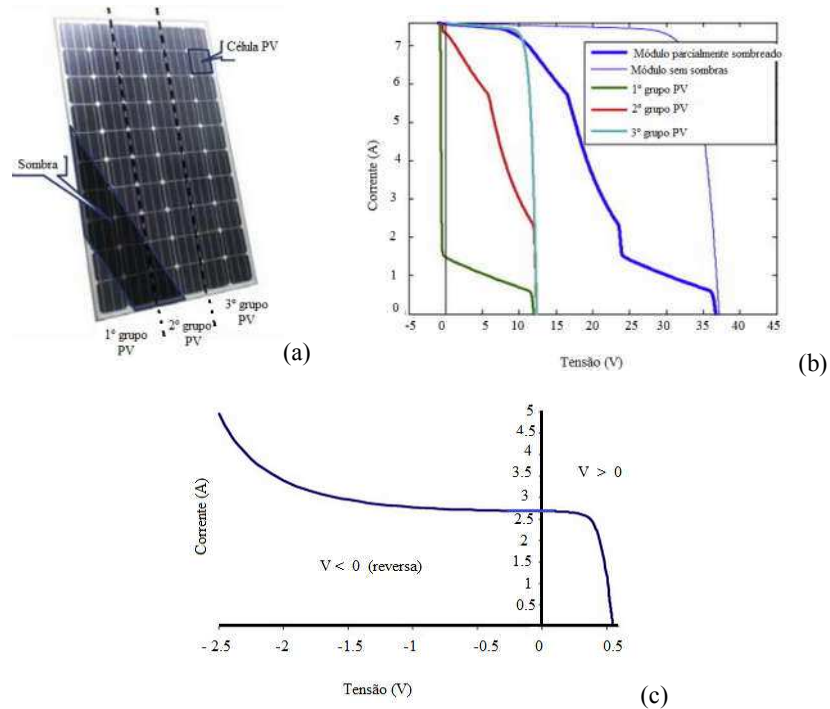 Célula PV
Sombra
1º grupo
PV
2º grupo
PV
3º grupo
PV
(a)
7
6
5
4
3
2
1
0
Corrente (A)
Módulo parcialmente sombreado
Módulo sem sombras
1º grupo PV
2º grupo PV
3º grupo PV
-5
0
5
10
15
20
25
30
35
40
45
Tensão (V)
(b)
5
4.5
4
3.5
3
2.5
2
1.5
1
0.5
Corrente (A)
V > 0
V < 0 (reversa)
- 2.5
-2
-1.5
-1
-0.5
0
0.5
Tensão (V)
(c)